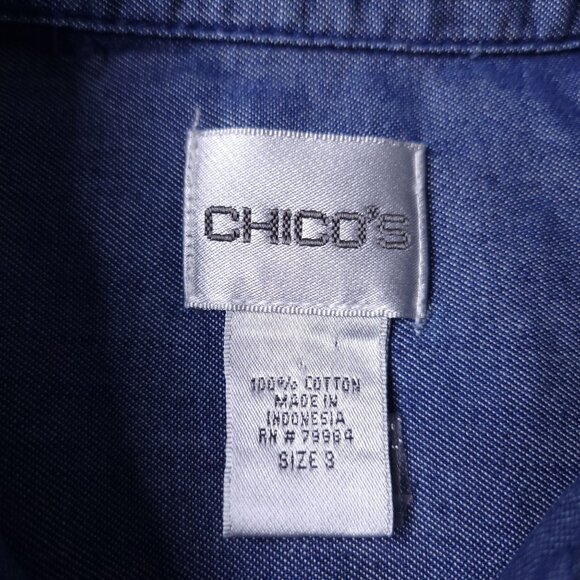 CHICO'S
100% COTTON
MADE IN
INDONESIA
RN # 79984
SIZE 3